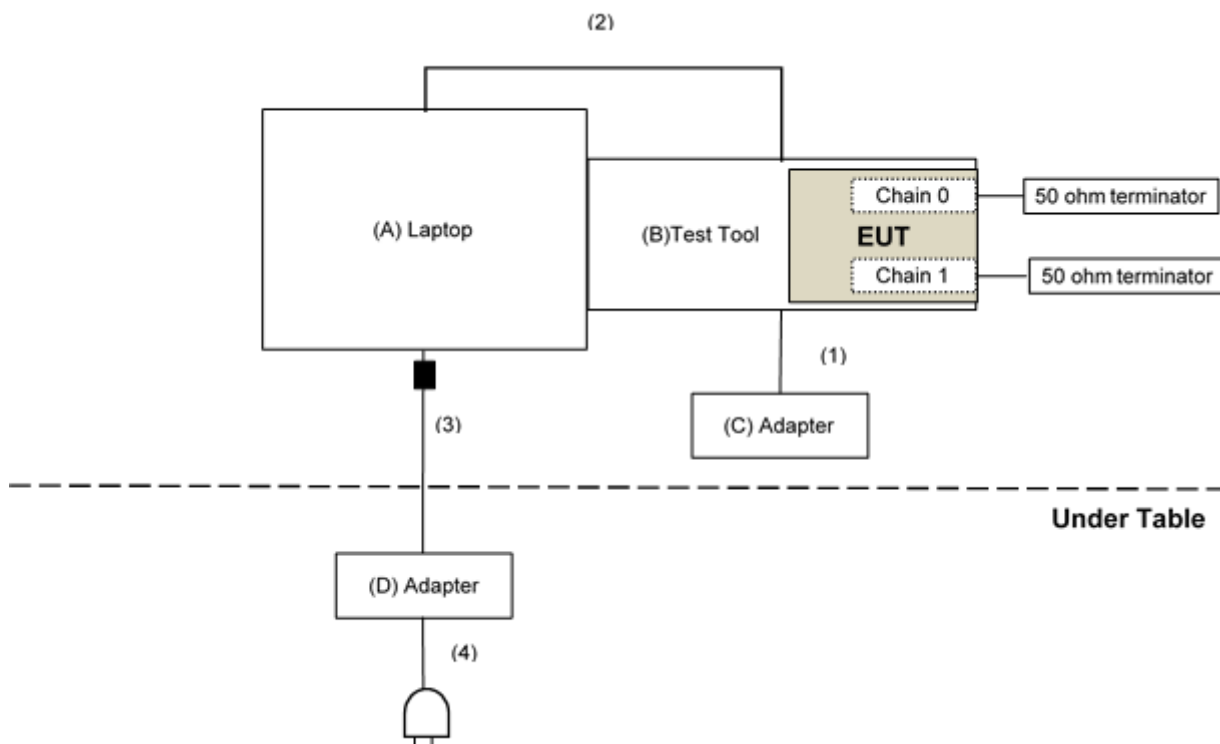 (2)
(A) Laptop
(B)Test Tool
Chain 0
EUT
Chain 1
50 ohm terminator
50 ohm terminator
(1)
(C) Adapter
(3)
Under Table
(D) Adapter
(4)